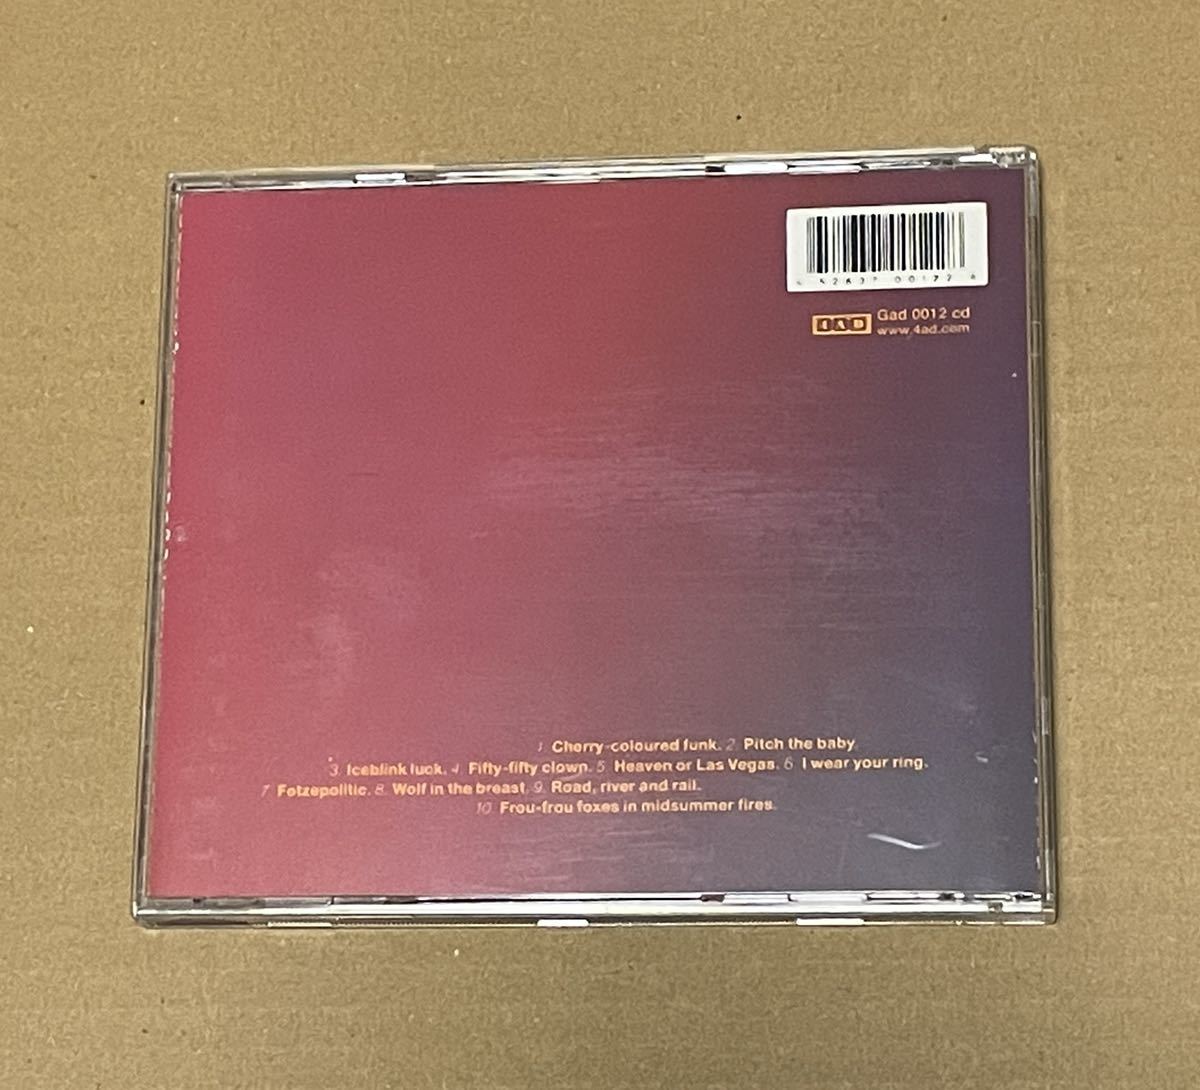 4AD
Gad 0012 cd
www.4ad.com
1. Cherry-coloured funk. 2. Pitch the baby.
3. Iceblink luck. 4. Fifty-fifty clown. 5. Heaven or Las Vegas. 6. I wear your ring.
7. Fotzepolitic. 8. Wolf in the breast. 9. Road, river and rail.
10. Frou-frou foxes in midsummer fires.